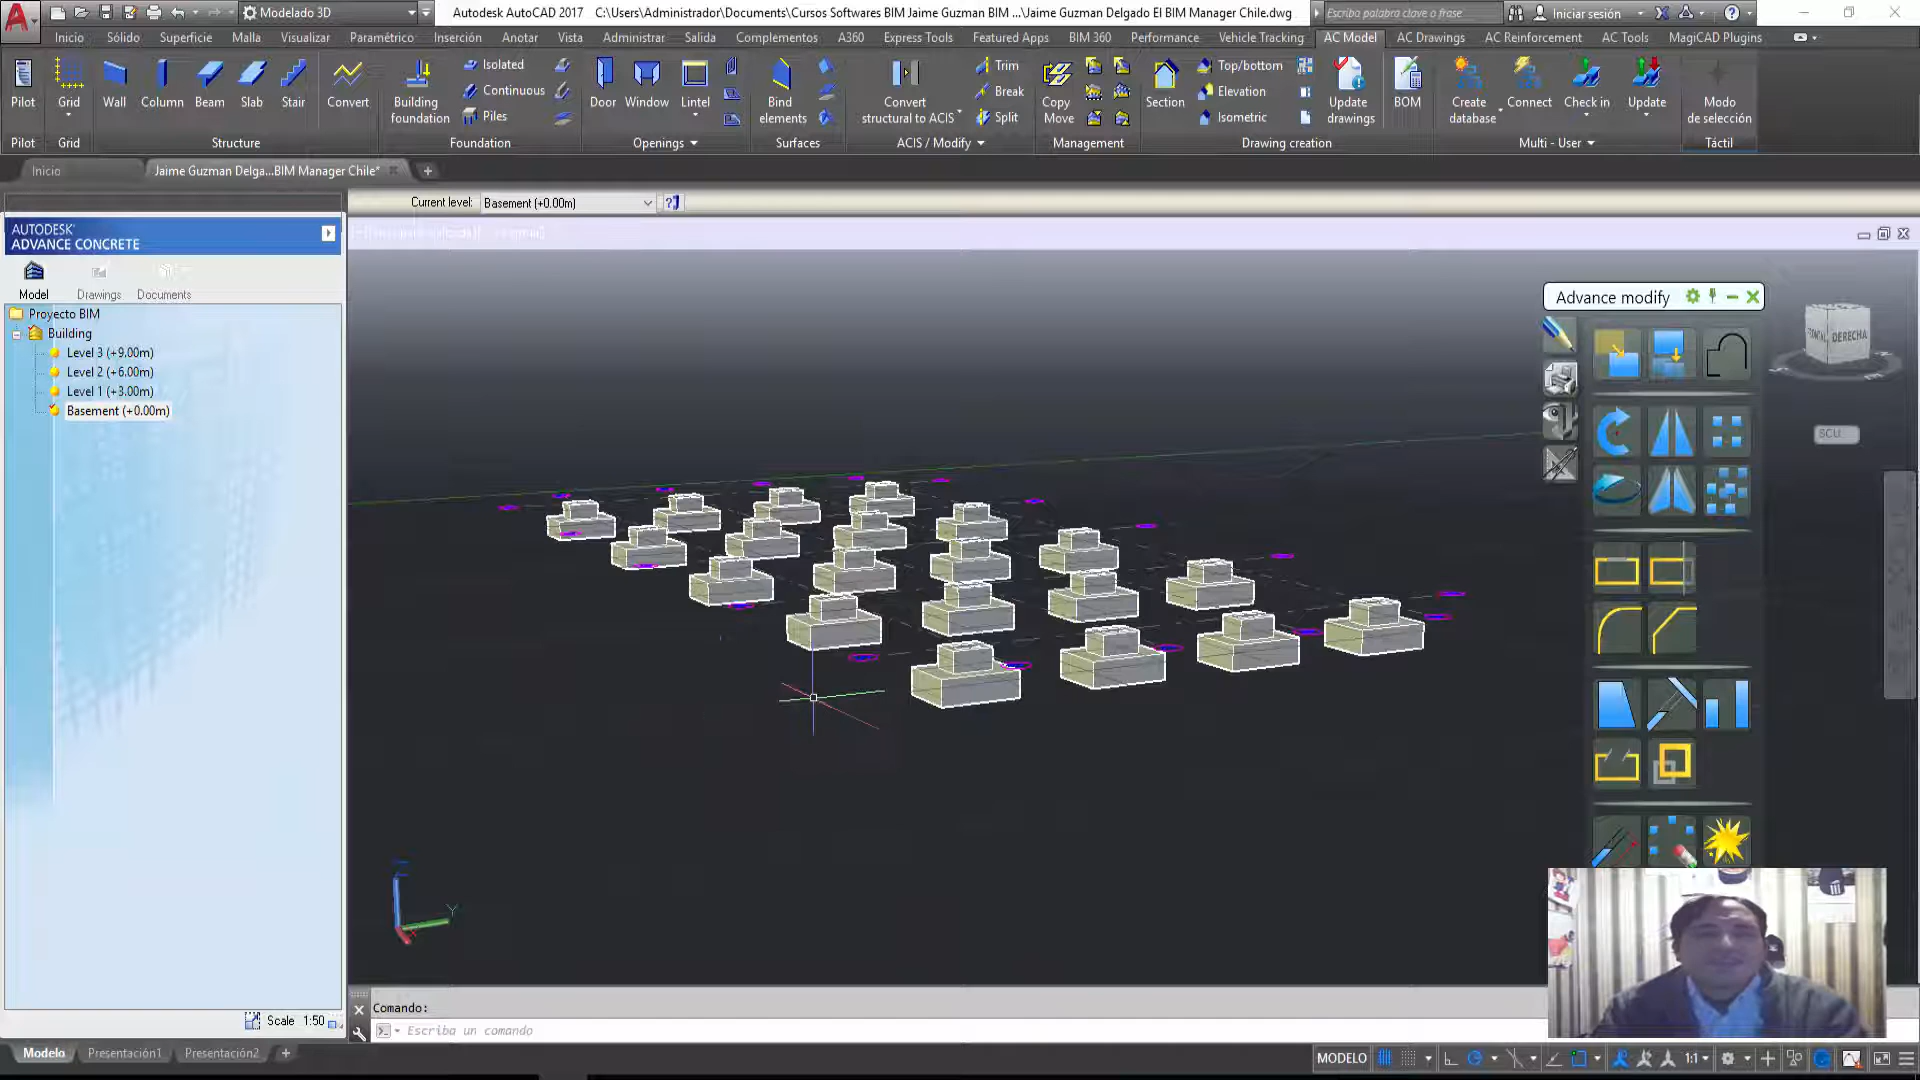 Modelado 3D
Autodesk AutoCAD 2017 C:\Users\Administrador\Documents\Cursos Softwares BIM Jaime Guzman BIM ...\Jaime Guzman Delgado El BIM Manager Chile.dwg
Escriba palabra clave o frase
Iniciar sesión
Inicio Sólido Superficie Malla Visualizar Paramétrico Inserción Anotar Vista Administrar Salida Complementos A360 Express Tools Featured Apps BIM 360 Performance Vehicle Tracking AC Model AC Drawings AC Reinforcement AC Tools MagiCAD Plugins
Isolated Trim Top/bottom
Continuous Break Elevation
Piles Split Isometric
Pilot Grid Wall Column Beam Slab Stair Convert Building foundation Door Window Lintel Bind elements Convert structural to ACIS Copy Move Section Update drawings BOM Create database Connect Check in Update Modo de selección
Pilot Grid Structure Foundation Openings Surfaces ACIS / Modify Management Drawing creation Multi - User Táctil
Inicio
Jaime Guzman Delga...BIM Manager Chile*
Current level: Basement (+0.00m)
AUTODESK
ADVANCE CONCRETE
Model Drawings Documents
Proyecto BIM
Building
Level 3 (+9.00m)
Level 2 (+6.00m)
Level 1 (+3.00m)
Basement (+0.00m)
Advance modify
FRONTAL DERECHA
SCU
Z
Y
Comando:
Escriba un comando
Scale 1:50
Modelo Presentación1 Presentación2
MODELO
1:1